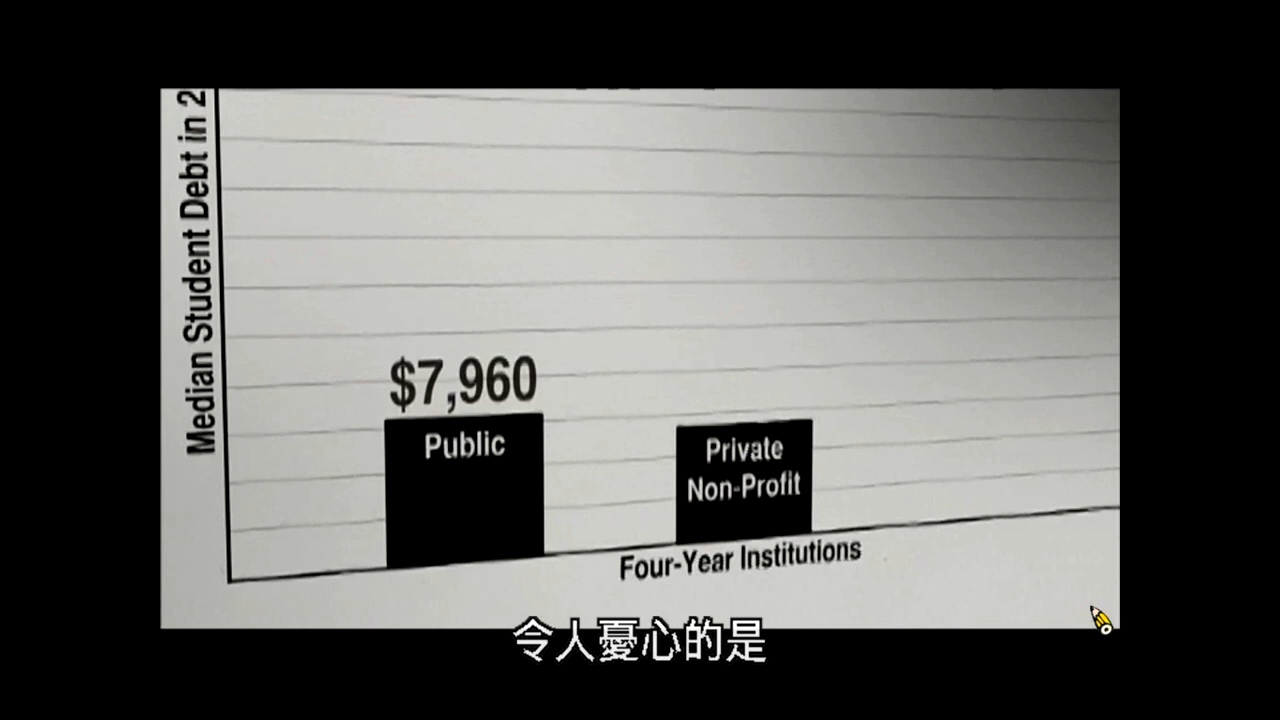 Median Student Debt in 2
$7,960
Public
Private
Non-Profit
Four-Year Institutions
令人憂心的是